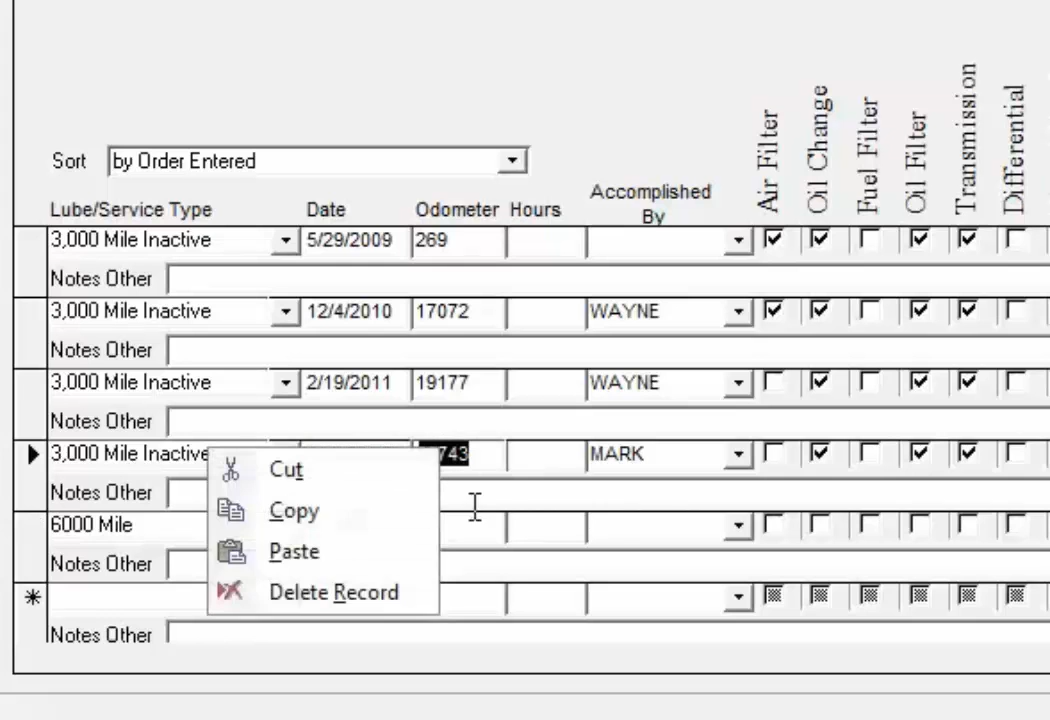 Air Filter
Oil Change
Fuel Filter
Oil Filter
Transmission
Differential
Sort by Order Entered
Lube/Service Type Date Odometer Hours Accomplished By
3,000 Mile Inactive 5/29/2009 269
Notes Other
3,000 Mile Inactive 12/4/2010 17072 WAYNE
Notes Other
3,000 Mile Inactive 2/19/2011 19177 WAYNE
Notes Other
3,000 Mile Inactive 743 MARK
Notes Other
6000 Mile
Notes Other
Notes Other
Cut
Copy
Paste
Delete Record